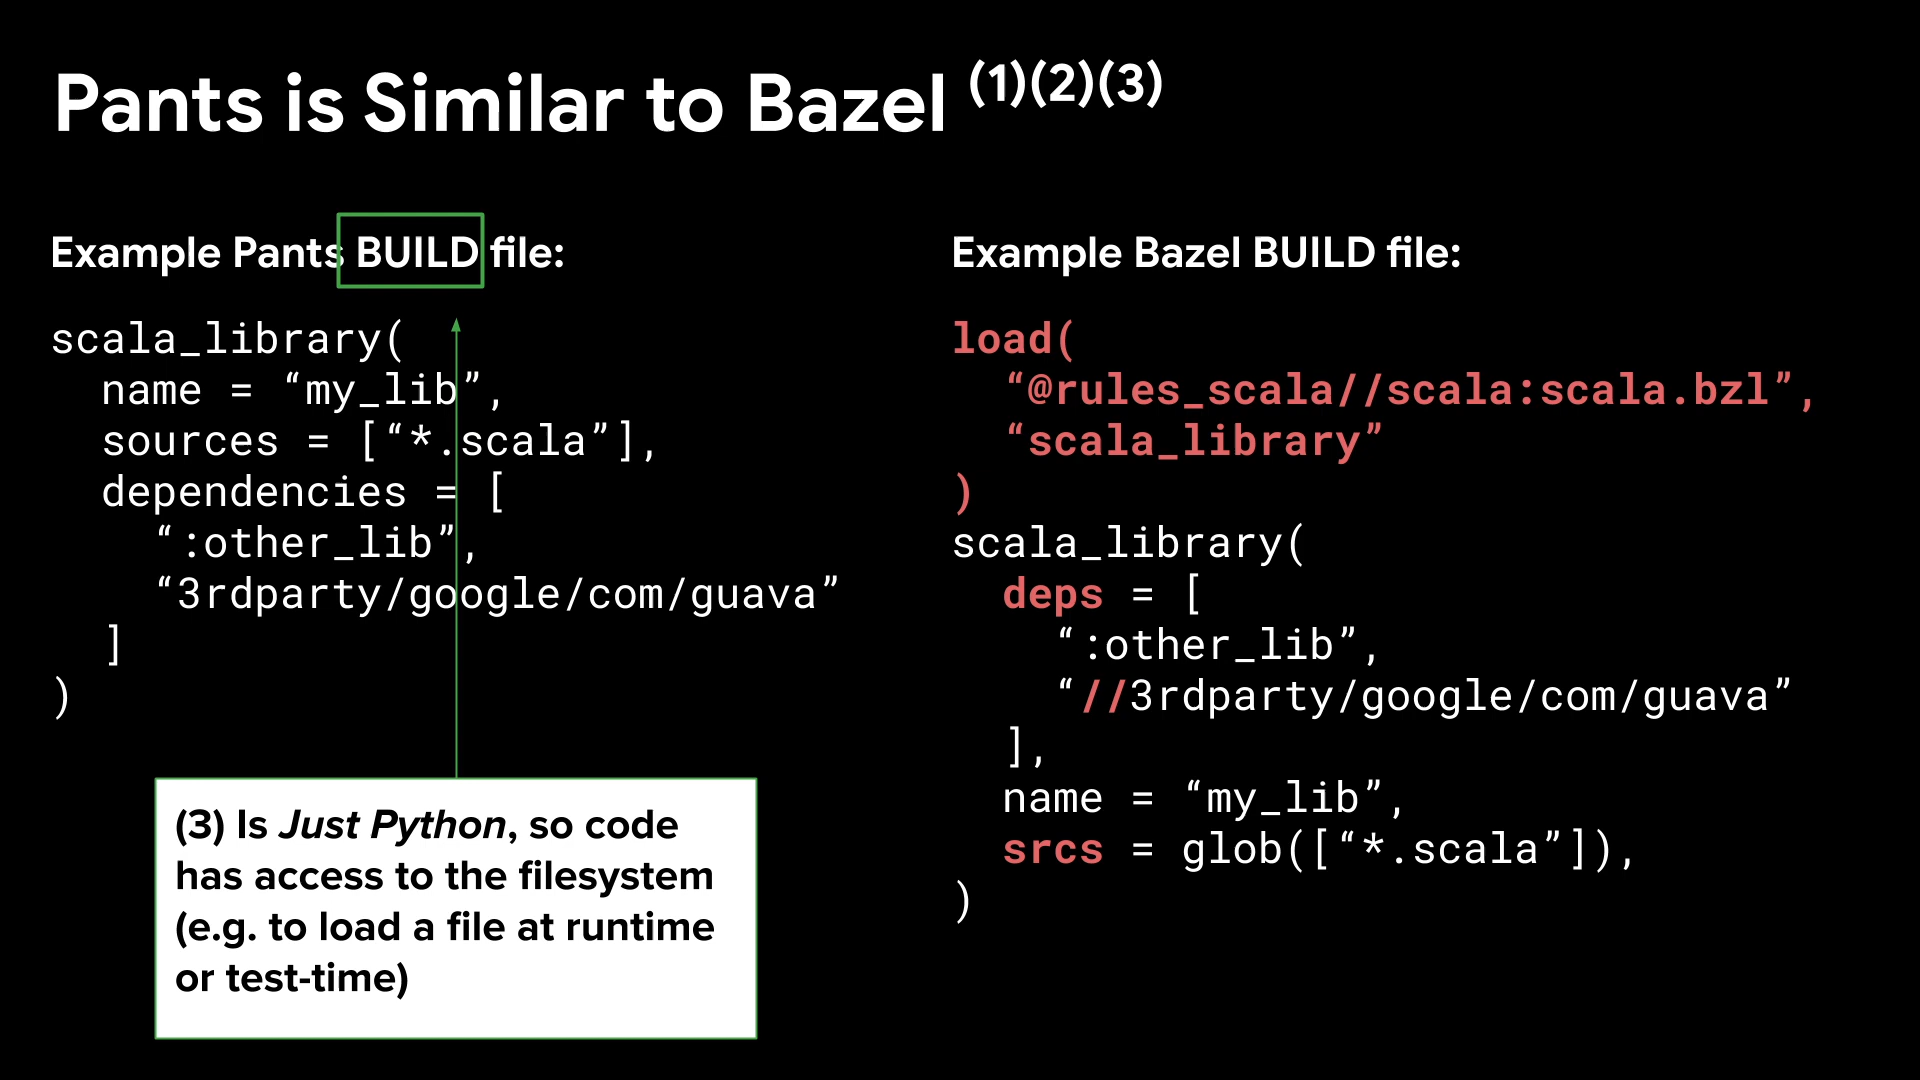 Pants is Similar to Bazel (1)(2)(3)
Example Pants BUILD file:
scala_library(
  name = “my_lib”,
  sources = [“*.scala”],
  dependencies = [
    “:other_lib”,
    “3rdparty/google/com/guava”
  ]
)
(3) Is Just Python, so code
has access to the filesystem
(e.g. to load a file at runtime
or test-time)
Example Bazel BUILD file:
load(
  “@rules_scala//scala:scala.bzl”,
  “scala_library”
)
scala_library(
  deps = [
    “:other_lib”,
    “//3rdparty/google/com/guava”
  ],
  name = “my_lib”,
  srcs = glob([“*.scala”]),
)